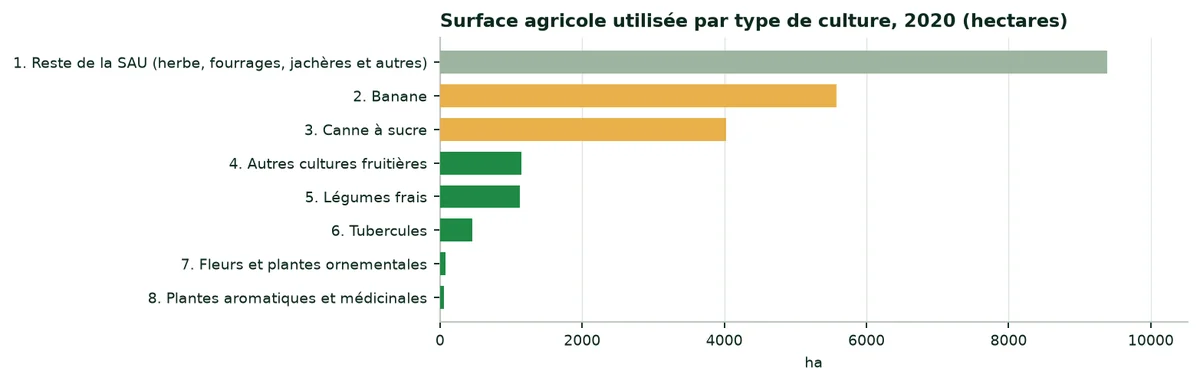 Surface agricole utilisée par type de culture, 2020 (hectares)
1. Reste de la SAU (herbe, fourrages, jachères et autres)
2. Banane
3. Canne à sucre
4. Autres cultures fruitières
5. Légumes frais
6. Tubercules
7. Fleurs et plantes ornementales
8. Plantes aromatiques et médicinales
0 2000 4000 6000 8000 10000
ha